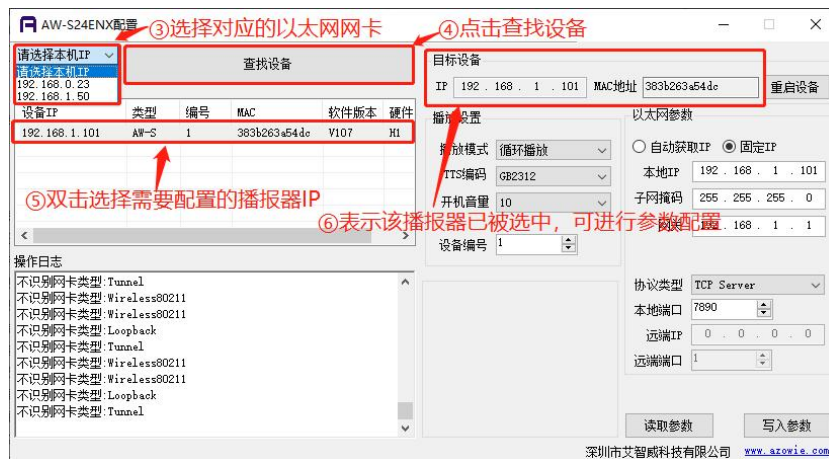 AW-S24ENX配置
③选择对应的以太网网卡
④点击查找设备
请选择本机IP
请选择本机IP
192.168.0.23
192.168.1.50
查找设备
目标设备
IP 192 . 168 . 1 . 101 MAC地址 383b263a54dc 重启设备
设备IP 类型 编号 MAC 软件版本 硬件
192.168.1.101 AW-S 1 383b263a54dc V107 H1
⑤双击选择需要配置的播报器IP
⑥表示该播报器已被选中，可进行参数配置
播放设置
播放模式 循环播放
TTS编码 GB2312
开机音量 10
设备编号 1
以太网参数
自动获取IP 固定IP
本地IP 192 . 168 . 1 . 101
子网掩码 255 . 255 . 255 . 0
网关 192 . 168 . 1 . 1
协议类型 TCP Server
本地端口 7890
远端IP 0 . 0 . 0 . 0
远端端口 1
操作日志
不识别网卡类型:Tunnel
不识别网卡类型:Wireless80211
不识别网卡类型:Wireless80211
不识别网卡类型:Loopback
不识别网卡类型:Tunnel
不识别网卡类型:Wireless80211
不识别网卡类型:Wireless80211
不识别网卡类型:Loopback
不识别网卡类型:Tunnel
读取参数 写入参数
深圳市艾智威科技有限公司 www.azowie.com